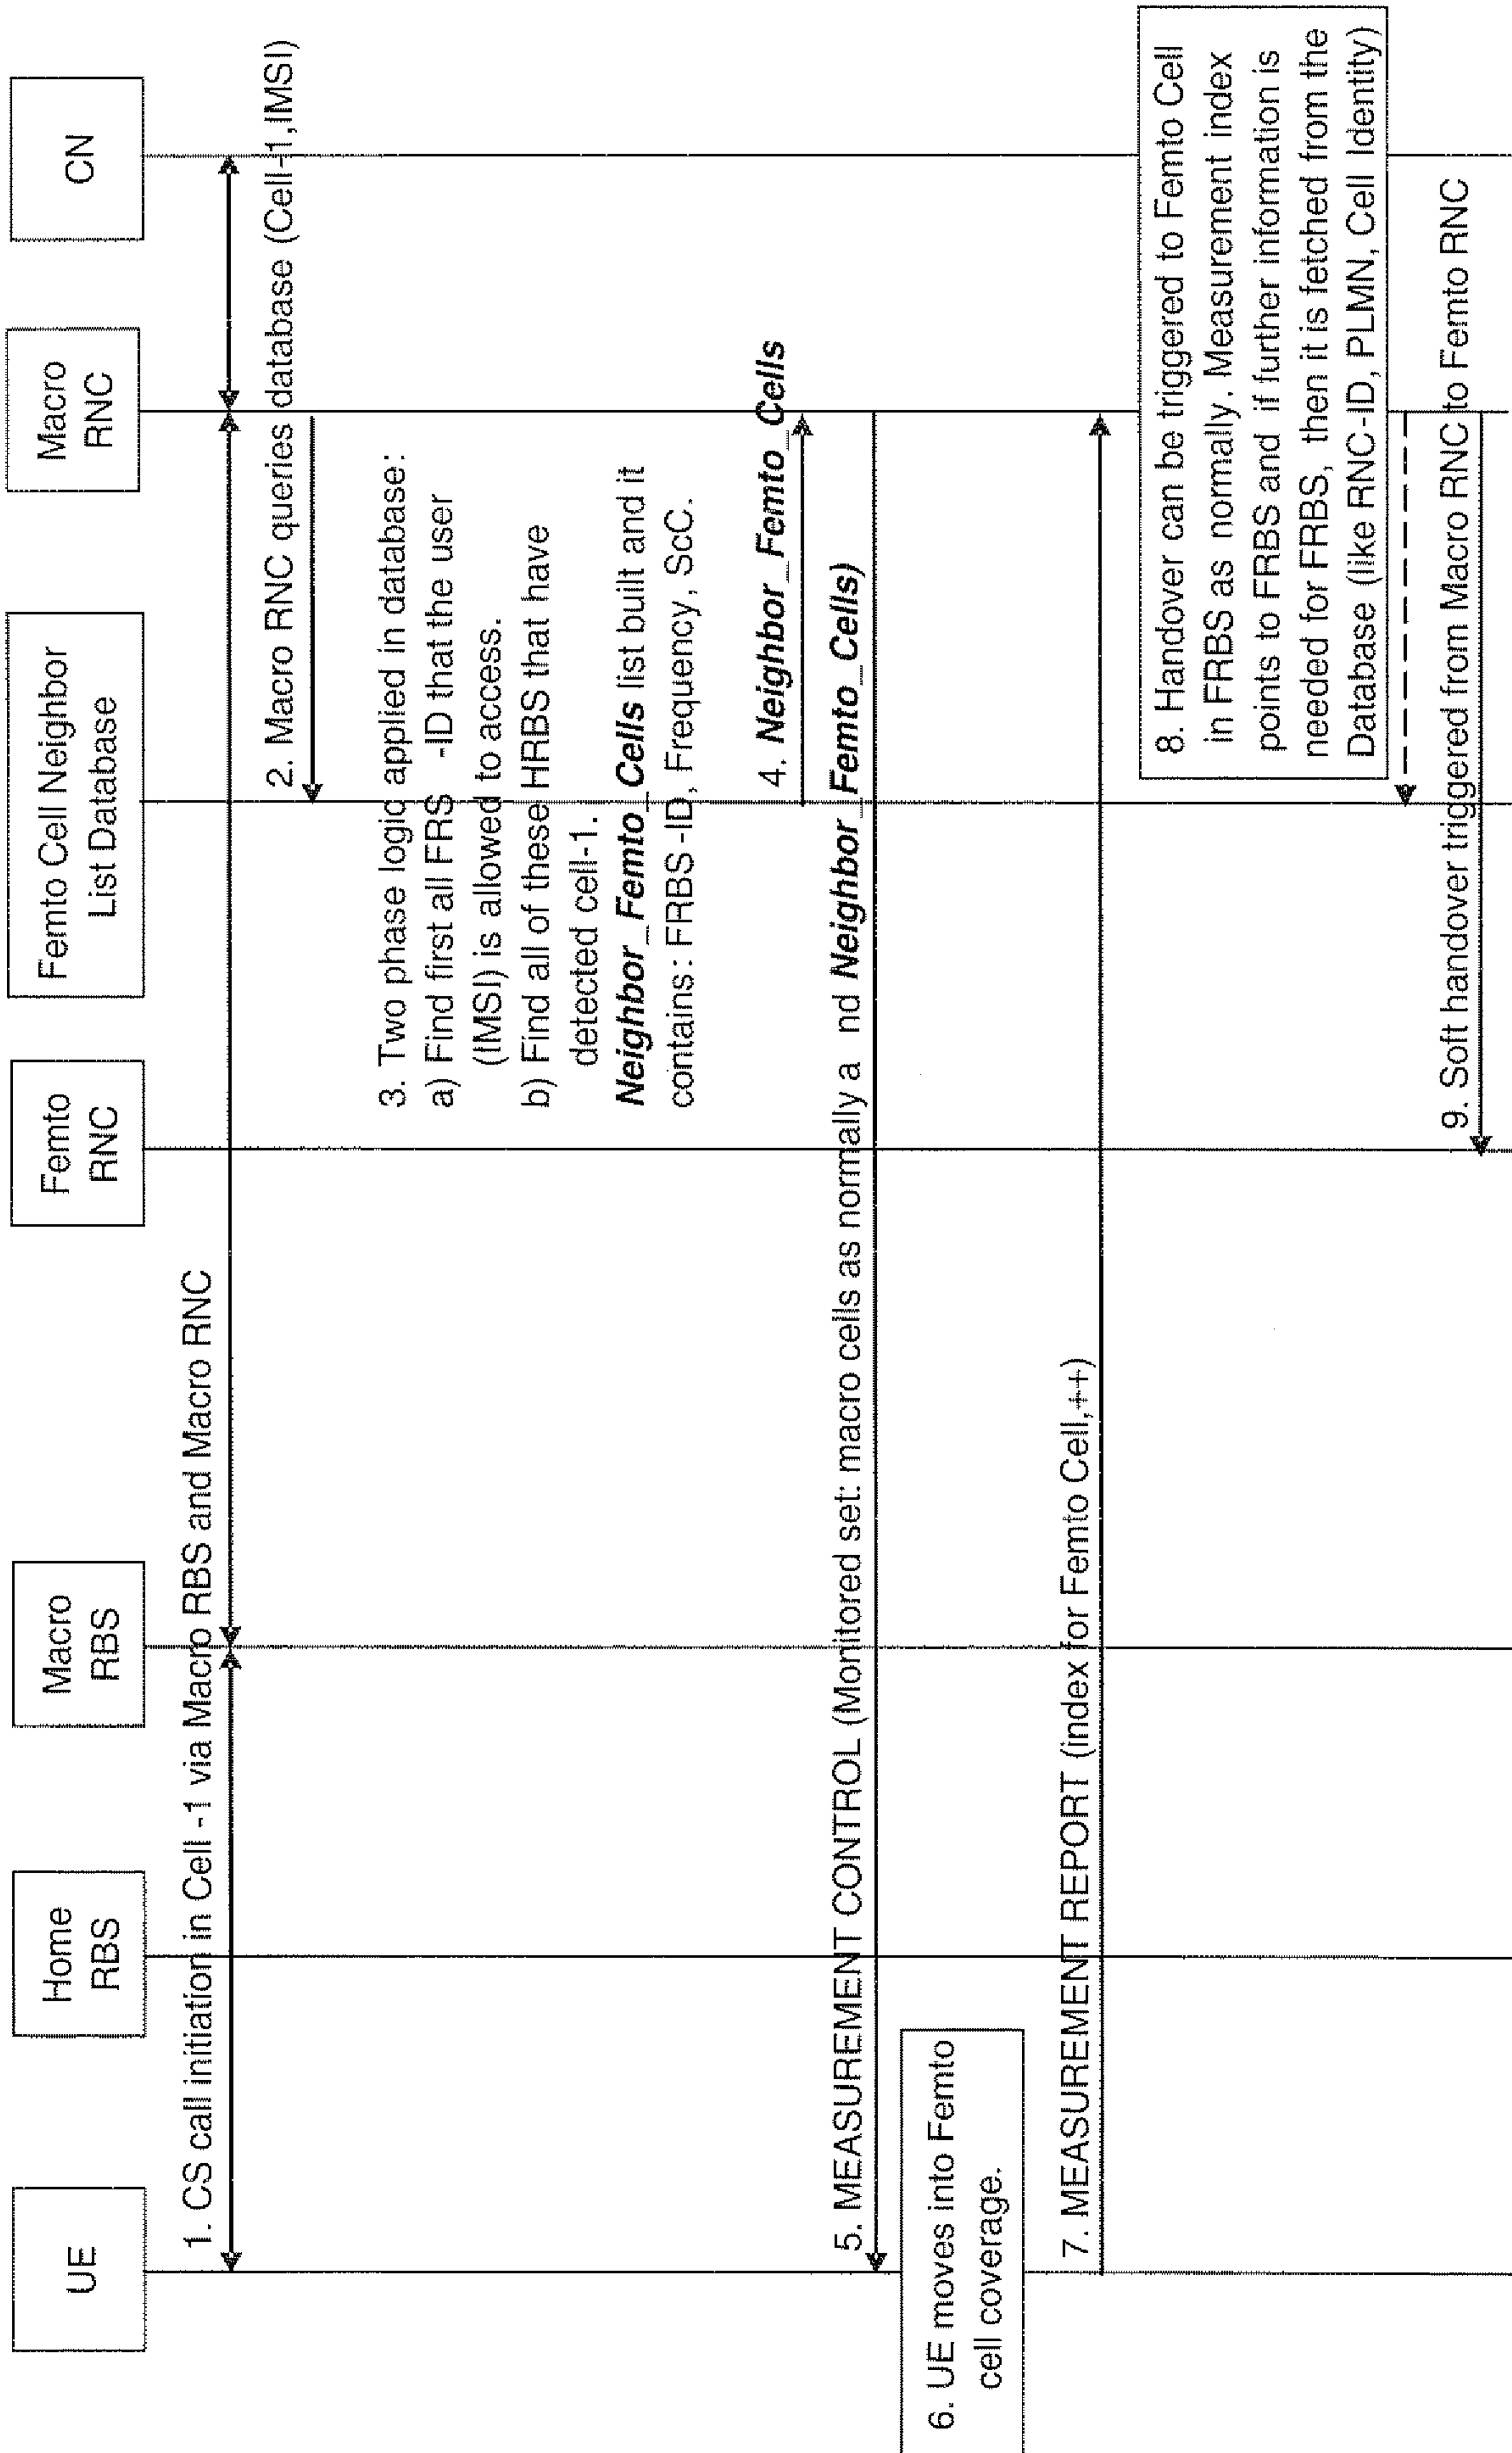 UE
Home
RBS
Macro
RBS
Femto
RNC
Femto Cell Neighbor
List Database
Macro
RNC
CN
1. CS call initiation in Cell -1 via Macro RBS and Macro RNC
2. Macro RNC queries database (Cell-1,IMSI)
3. Two phase logic applied in database:
a) Find first all FRS -ID that the user
(IMSI) is allowed to access.
b) Find all of these HRBS that have
detected cell-1.
Neighbor_Femto_Cells list built and it
contains: FRBS -ID, Frequency, ScC.
4. Neighbor_Femto_Cells
5. MEASUREMENT CONTROL (Monitored set: macro cells as normally a nd Neighbor_Femto_Cells)
6. UE moves into Femto
cell coverage.
7. MEASUREMENT REPORT (index for Femto Cell,++)
8. Handover can be triggered to Femto Cell
in FRBS as normally. Measurement index
points to FRBS and if further information is
needed for FRBS, then it is fetched from the
Database (like RNC-ID, PLMN, Cell Identity)
9. Soft handover triggered from Macro RNC to Femto RNC